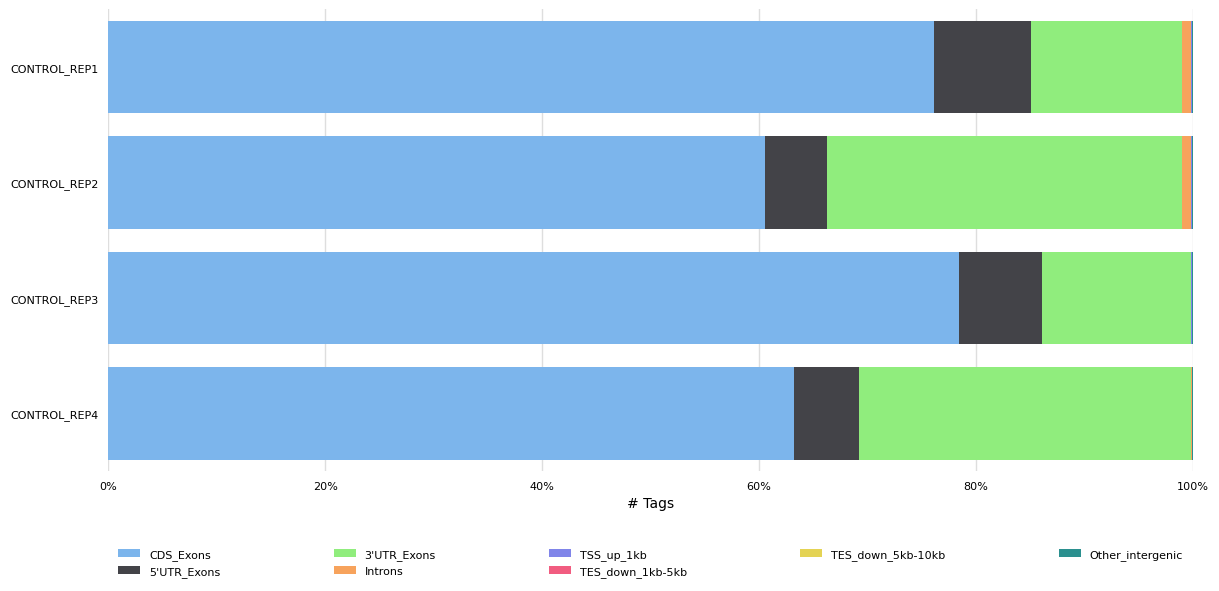 CONTROL_REP1
CONTROL_REP2
CONTROL_REP3
CONTROL_REP4
0% 20% 40% 60% 80% 100%
# Tags
CDS_Exons 3'UTR_Exons TSS_up_1kb TES_down_5kb-10kb Other_intergenic
5'UTR_Exons Introns TES_down_1kb-5kb